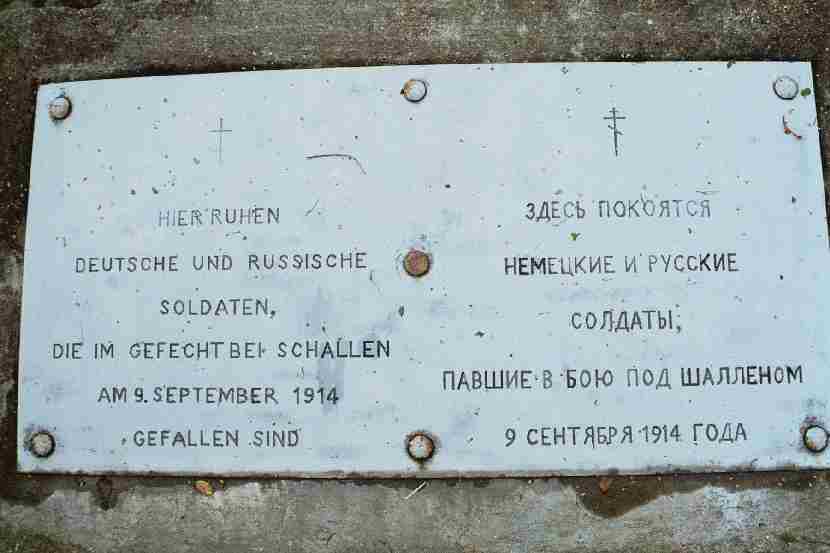 HIER RUHEN
DEUTSCHE UND RUSSISCHE
SOLDATEN,
DIE IM GEFECHT BEI SCHALLEN
AM 9. SEPTEMBER 1914
GEFALLEN SIND
ЗДЕСЬ ПОКОЯТСЯ
НЕМЕЦКИЕ И РУССКИЕ
СОЛДАТЫ,
ПАВШИЕ В БОЮ ПОД ШАЛЛЕНОМ
9 СЕНТЯБРЯ 1914 ГОДА